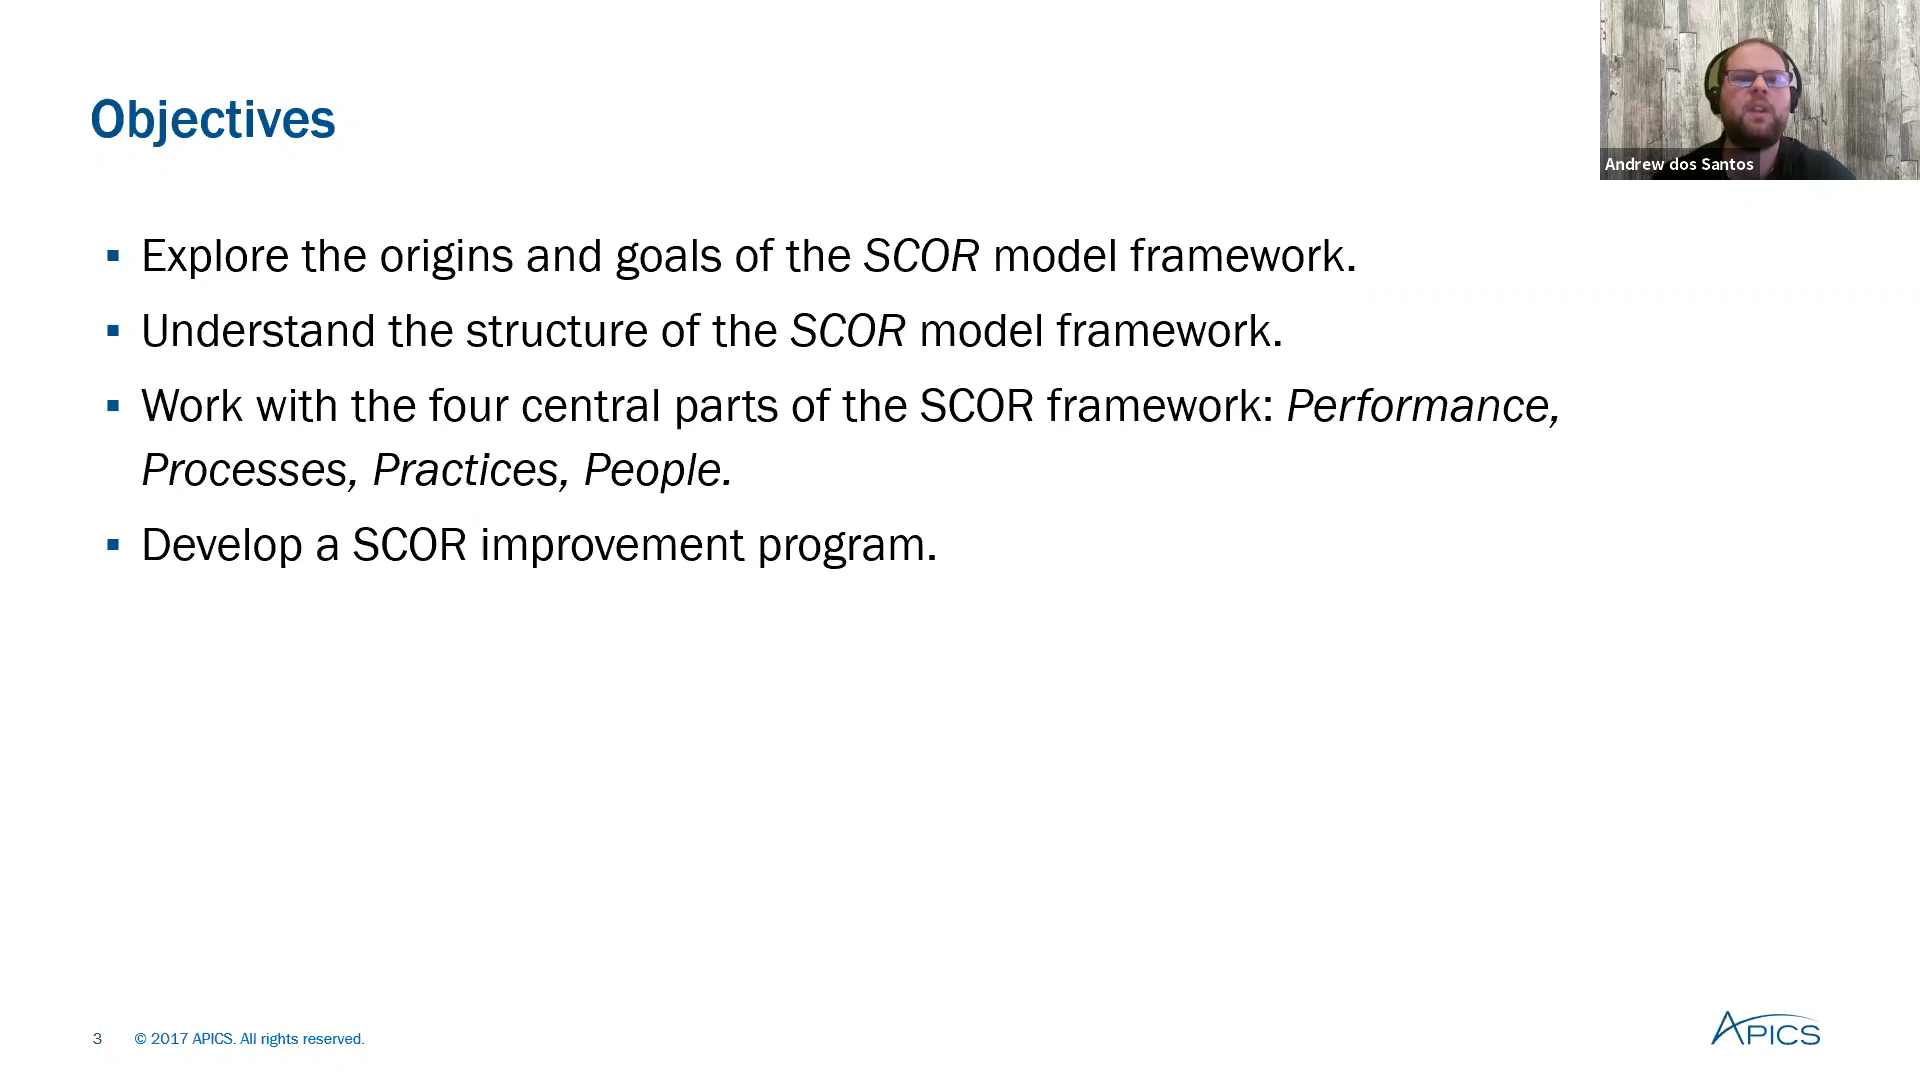 Objectives
Andrew dos Santos
▪ Explore the origins and goals of the SCOR model framework.
▪ Understand the structure of the SCOR model framework.
▪ Work with the four central parts of the SCOR framework: Performance,
Processes, Practices, People.
▪ Develop a SCOR improvement program.
3 © 2017 APICS. All rights reserved.
APICS